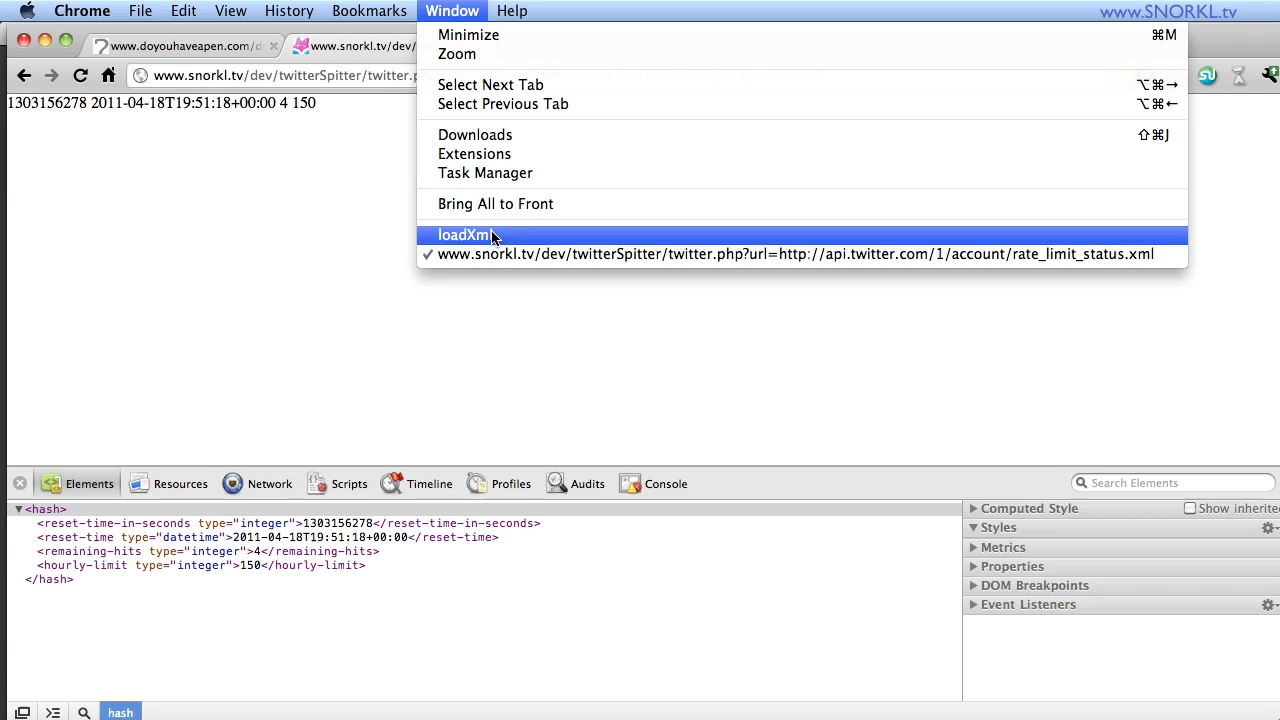 Chrome File Edit View History Bookmarks Window Help www.SNORKL.tv
www.doyouhaveapen.com/d × www.snorkl.tv/dev/
www.snorkl.tv/dev/twitterSpitter/twitter.p
1303156278 2011-04-18T19:51:18+00:00 4 150
Minimize ⌘M
Zoom
Select Next Tab ⌥⌘→
Select Previous Tab ⌥⌘←
Downloads ⇧⌘J
Extensions
Task Manager
Bring All to Front
loadXml
✓ www.snorkl.tv/dev/twitterSpitter/twitter.php?url=http://api.twitter.com/1/account/rate_limit_status.xml
Elements Resources Network Scripts Timeline Profiles Audits Console Search Elements
<hash>
<reset-time-in-seconds type="integer">1303156278</reset-time-in-seconds>
<reset-time type="datetime">2011-04-18T19:51:18+00:00</reset-time>
<remaining-hits type="integer">4</remaining-hits>
<hourly-limit type="integer">150</hourly-limit>
</hash>
Computed Style Show inherite
Styles
Metrics
Properties
DOM Breakpoints
Event Listeners
hash